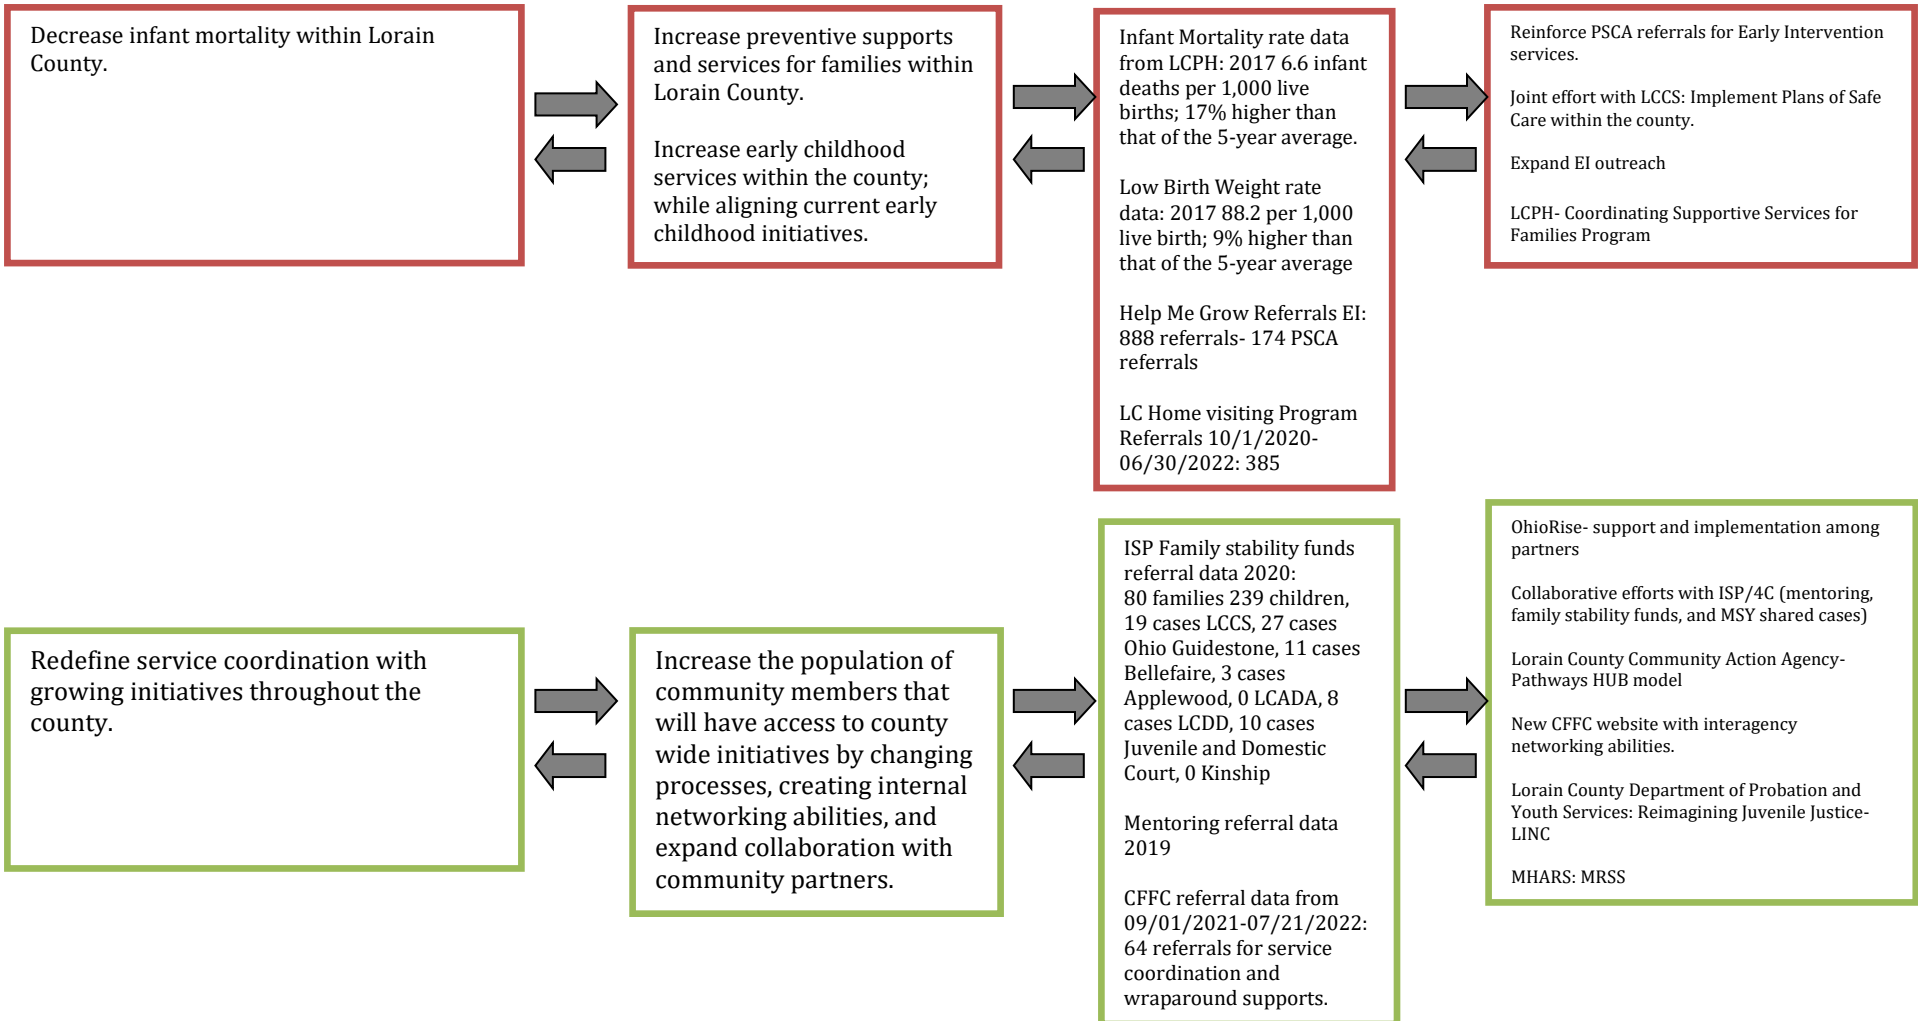 Decrease infant mortality within Lorain
County.
Increase preventive supports
and services for families within
Lorain County.
Increase early childhood
services within the county;
while aligning current early
childhood initiatives.
Infant Mortality rate data
from LCPH: 2017 6.6 infant
deaths per 1,000 live
births; 17% higher than
that of the 5-year average.
Low Birth Weight rate
data: 2017 88.2 per 1,000
live birth; 9% higher than
that of the 5-year average
Help Me Grow Referrals EI:
888 referrals- 174 PSCA
referrals
LC Home visiting Program
Referrals 10/1/2020-
06/30/2022: 385
Reinforce PSCA referrals for Early Intervention
services.
Joint effort with LCCS: Implement Plans of Safe
Care within the county.
Expand EI outreach
LCPH- Coordinating Supportive Services for
Families Program
Redefine service coordination with
growing initiatives throughout the
county.
Increase the population of
community members that
will have access to county
wide initiatives by changing
processes, creating internal
networking abilities, and
expand collaboration with
community partners.
ISP Family stability funds
referral data 2020:
80 families 239 children,
19 cases LCCS, 27 cases
Ohio Guidestone, 11 cases
Bellefaire, 3 cases
Applewood, 0 LCADA, 8
cases LCDD, 10 cases
Juvenile and Domestic
Court, 0 Kinship
Mentoring referral data
2019
CFFC referral data from
09/01/2021-07/21/2022:
64 referrals for service
coordination and
wraparound supports.
OhioRise- support and implementation among
partners
Collaborative efforts with ISP/4C (mentoring,
family stability funds, and MSY shared cases)
Lorain County Community Action Agency-
Pathways HUB model
New CFFC website with interagency
networking abilities.
Lorain County Department of Probation and
Youth Services: Reimagining Juvenile Justice-
LINC
MHARS: MRSS